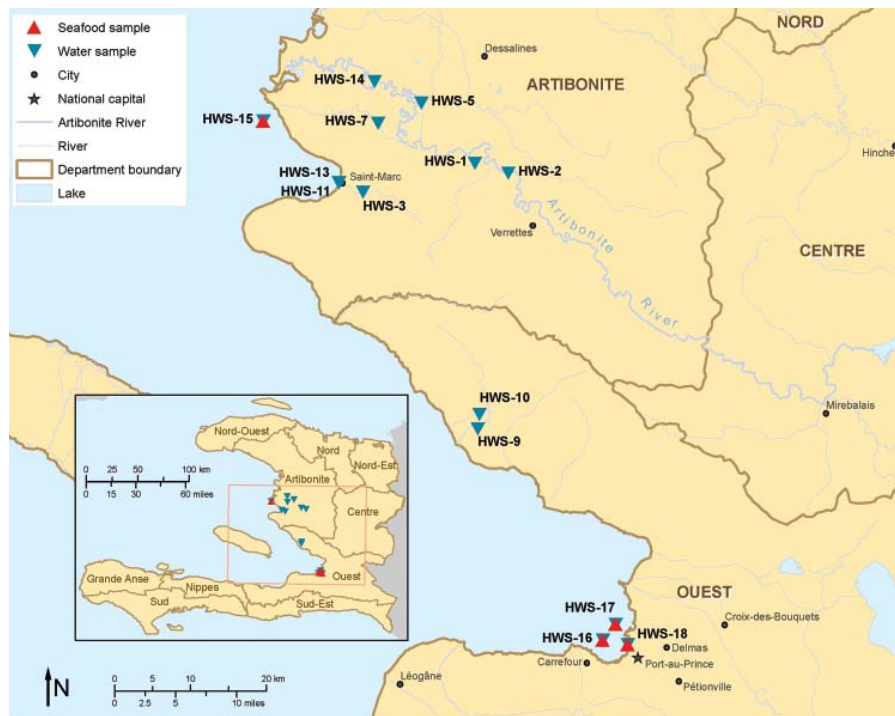 Seafood sample
Water sample
City
National capital
Artibonite River
River
Department boundary
Lake
NORD
Dessalines
ARTIBONITE
HWS-14
HWS-5
HWS-15
HWS-7
Hinche
HWS-1
HWS-2
HWS-13
Saint-Marc
HWS-11
HWS-3
Artibonite
River
Verrettes
CENTRE
HWS-10
HWS-9
Mirebalais
Nord-Ouest
Nord
Nord-Est
0 25 50 100 km
0 15 30 60 miles
Artibonite
Centre
Grande Anse
Nippes
Ouest
Sud
Sud-Est
OUEST
HWS-17
HWS-16
HWS-18
Croix-des-Bouquets
Delmas
Carrefour
Port-au-Prince
Pétionville
Léogâne
N
0 5 10 20 km
0 2.5 5 10 miles